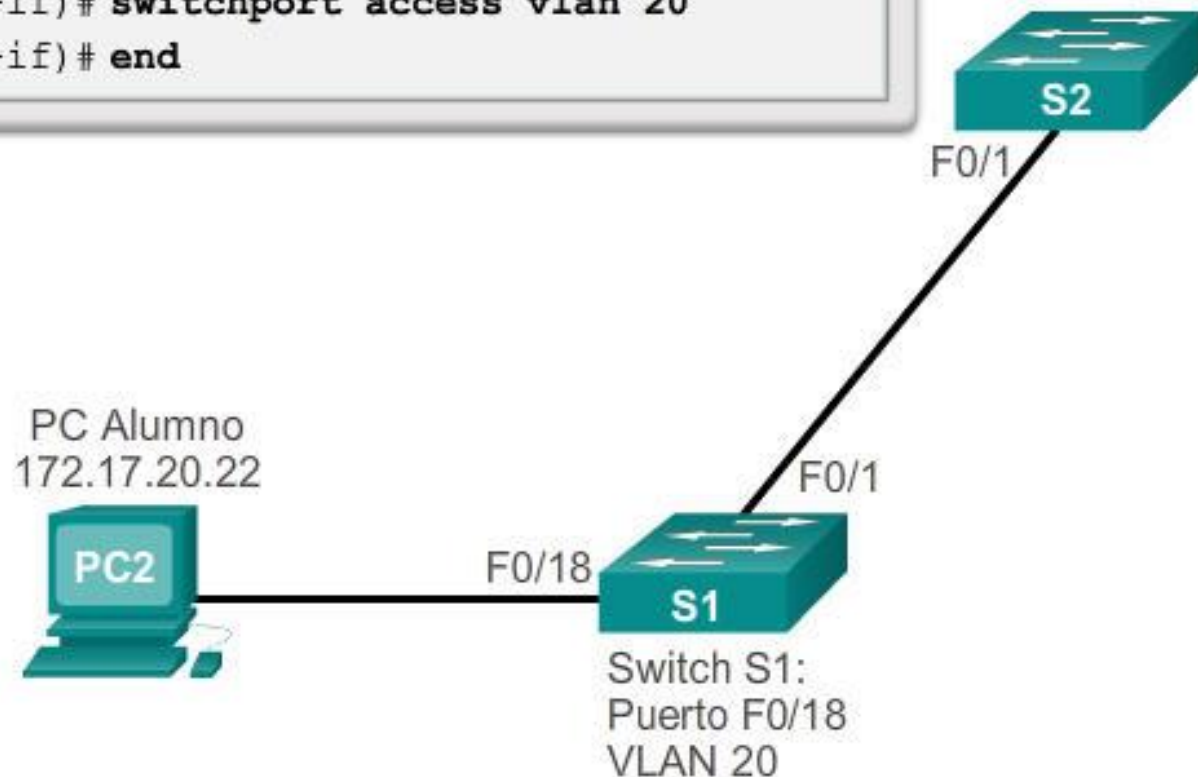 switchport access vlan 20
if)# end
S2
F0/1
PC Alumno
172.17.20.22
F0/1
PC2
F0/18
S1
Switch S1:
Puerto F0/18
VLAN 20